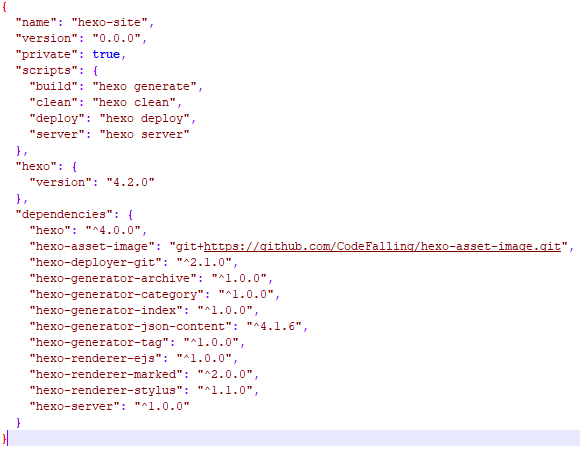 {
  "name": "hexo-site",
  "version": "0.0.0",
  "private": true,
  "scripts": {
    "build": "hexo generate",
    "clean": "hexo clean",
    "deploy": "hexo deploy",
    "server": "hexo server"
  },
  "hexo": {
    "version": "4.2.0"
  },
  "dependencies": {
    "hexo": "^4.0.0",
    "hexo-asset-image": "git+https://github.com/CodeFalling/hexo-asset-image.git",
    "hexo-deployer-git": "^2.1.0",
    "hexo-generator-archive": "^1.0.0",
    "hexo-generator-category": "^1.0.0",
    "hexo-generator-index": "^1.0.0",
    "hexo-generator-json-content": "^4.1.6",
    "hexo-generator-tag": "^1.0.0",
    "hexo-renderer-ejs": "^1.0.0",
    "hexo-renderer-marked": "^2.0.0",
    "hexo-renderer-stylus": "^1.1.0",
    "hexo-server": "^1.0.0"
  }
}